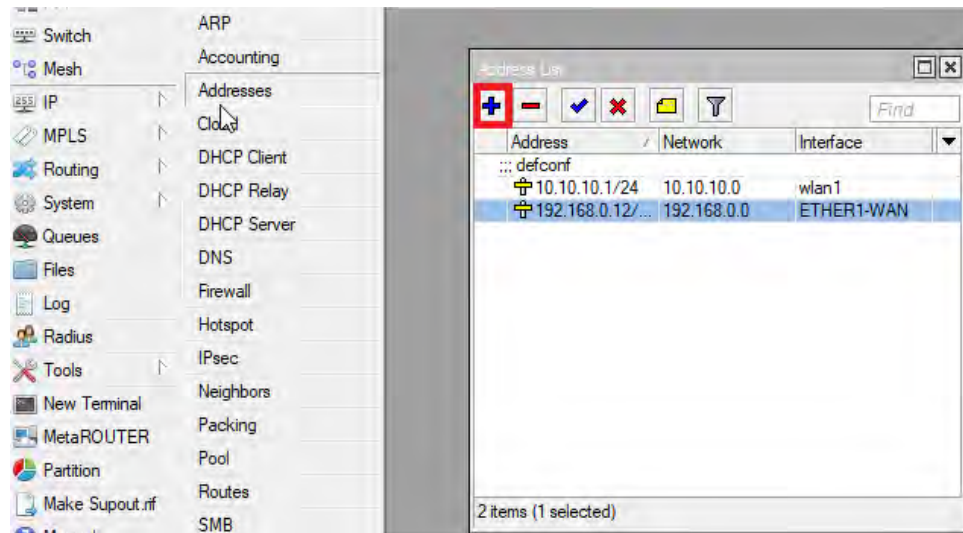 Switch
Mesh
255 IP
MPLS
Routing
System
Queues
Files
Log
Radius
Tools
New Terminal
MetaROUTER
Partition
Make Supout.rif
ARP
Accounting
Addresses
Cloud
DHCP Client
DHCP Relay
DHCP Server
DNS
Firewall
Hotspot
IPsec
Neighbors
Packing
Pool
Routes
SMB
Address List
Find
Address Network Interface
;;; defconf
10.10.10.1/24 10.10.10.0 wlan1
192.168.0.12/... 192.168.0.0 ETHER1-WAN
2 items (1 selected)